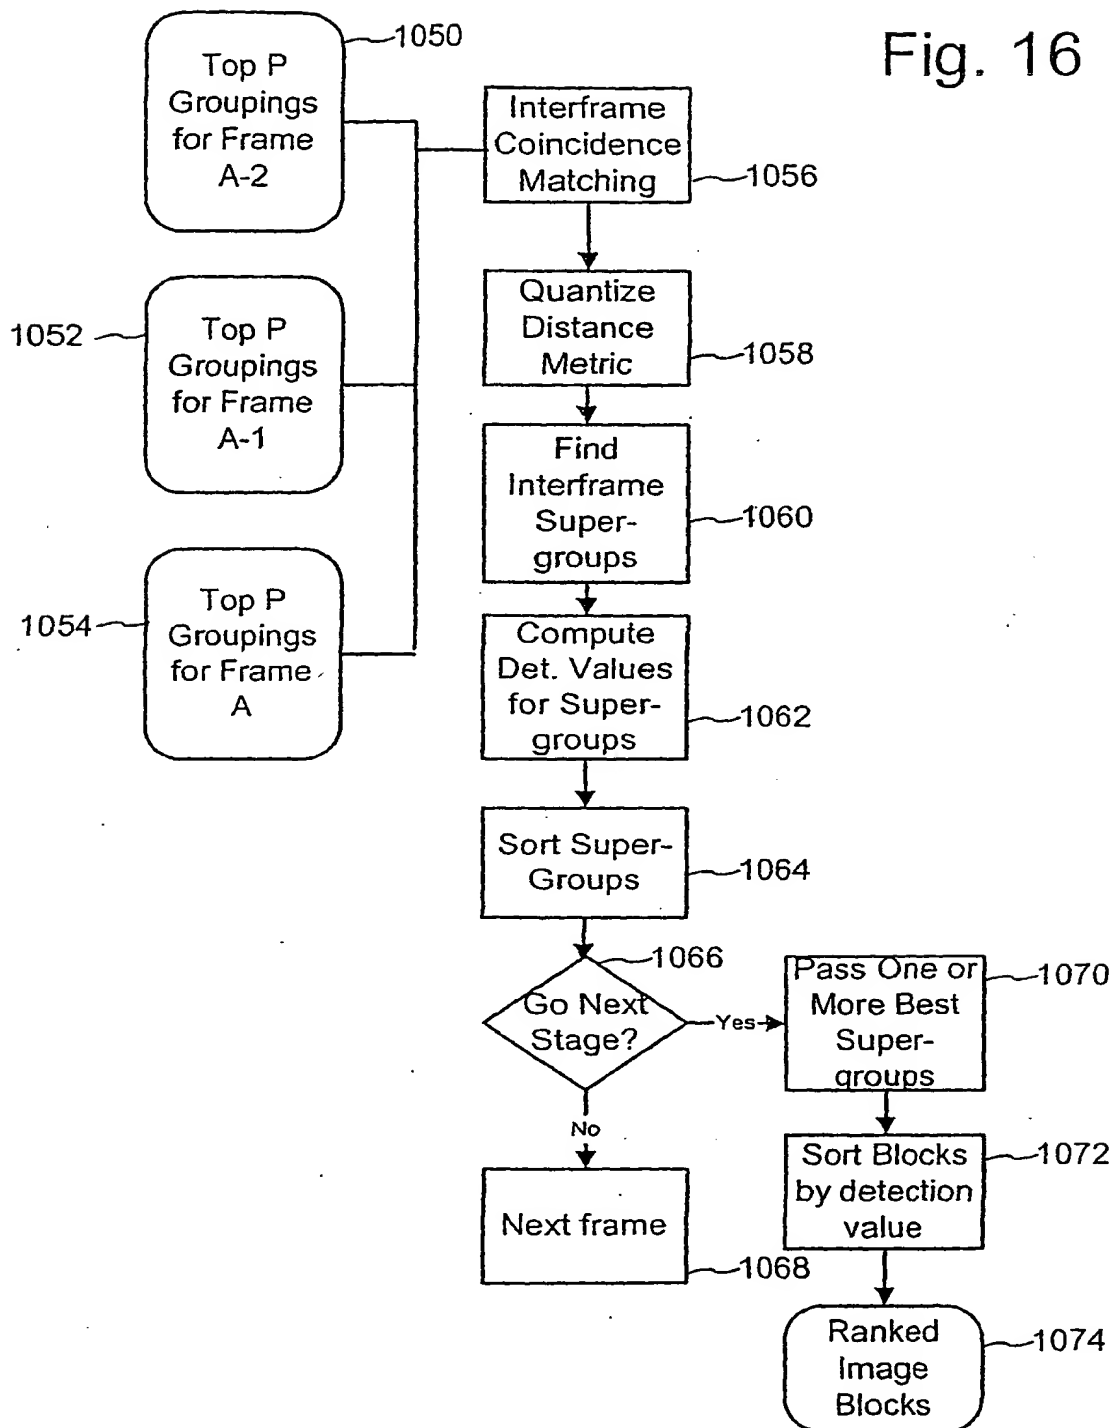 Fig. 16
Top P
Groupings
for Frame
A-2
1050
1052
Top P
Groupings
for Frame
A-1
1054
Top P
Groupings
for Frame
A
Interframe
Coincidence
Matching
1056
Quantize
Distance
Metric
1058
Find
Interframe
Super-
groups
1060
Compute
Det. Values
for Super-
groups
1062
Sort Super-
Groups
1064
1066
Go Next
Stage?
Yes
No
Next frame
1068
Pass One or
More Best
Super-
groups
1070
Sort Blocks
by detection
value
1072
Ranked
Image
Blocks
1074